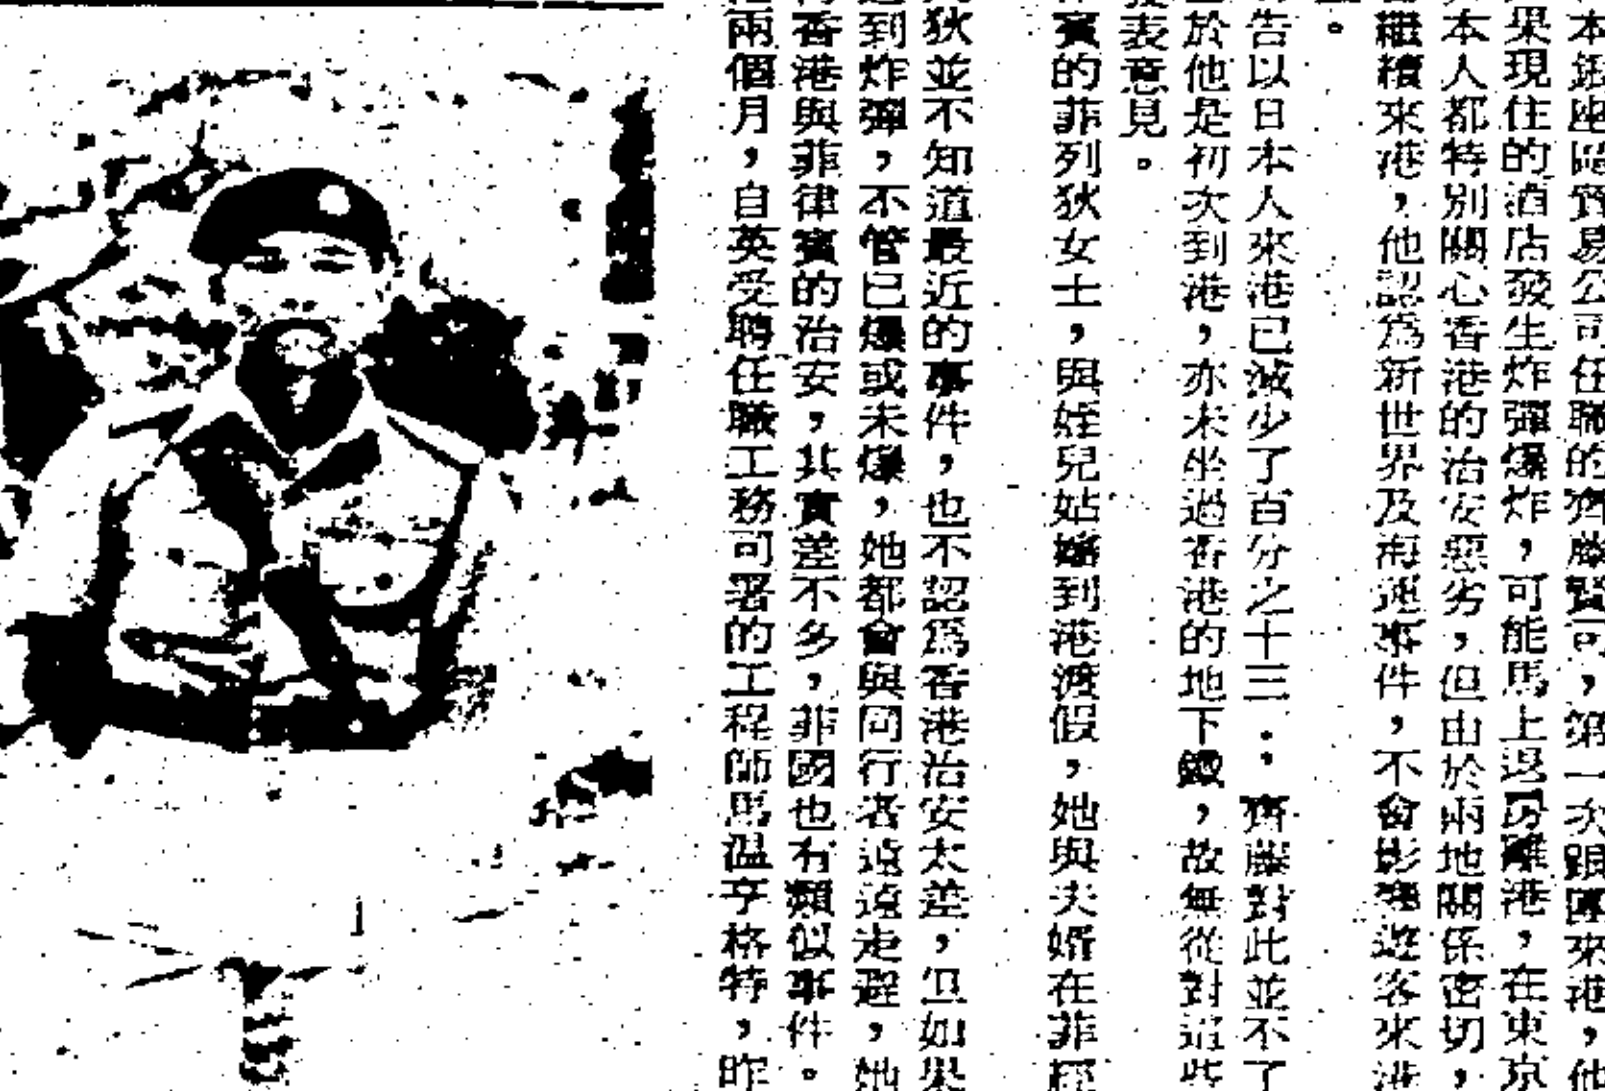 本銀座區貿易公司任職的齊藤賢司,第一次跟團來港,他
果現住的酒店發生炸彈爆炸,可能馬上退房離港,在東京
本人都特別關心香港的治安惡劣,但由於兩地關係密切,
繼續來港,他認為新世界及海運事件,不會影響遊客來港
。
告以日本人來港已減少了百分之十三:齊藤對此並不了
於他是初次到港,亦未坐過香港的地下鐵,故無從對這些
發表意見。
賓的菲列狄女士,與姪兒姑媳到港渡假,她與夫婿在菲經
狄並不知道最近的事件,也不認爲香港治安太差,但如果
到炸彈,不管已爆或未爆,她都會與同行者遠遠走避,她
香港與菲律賓的治安,其實差不多,菲國也有類似事件。
兩個月,自英受聘任職工務司署的工程師馬溫亨格特,昨